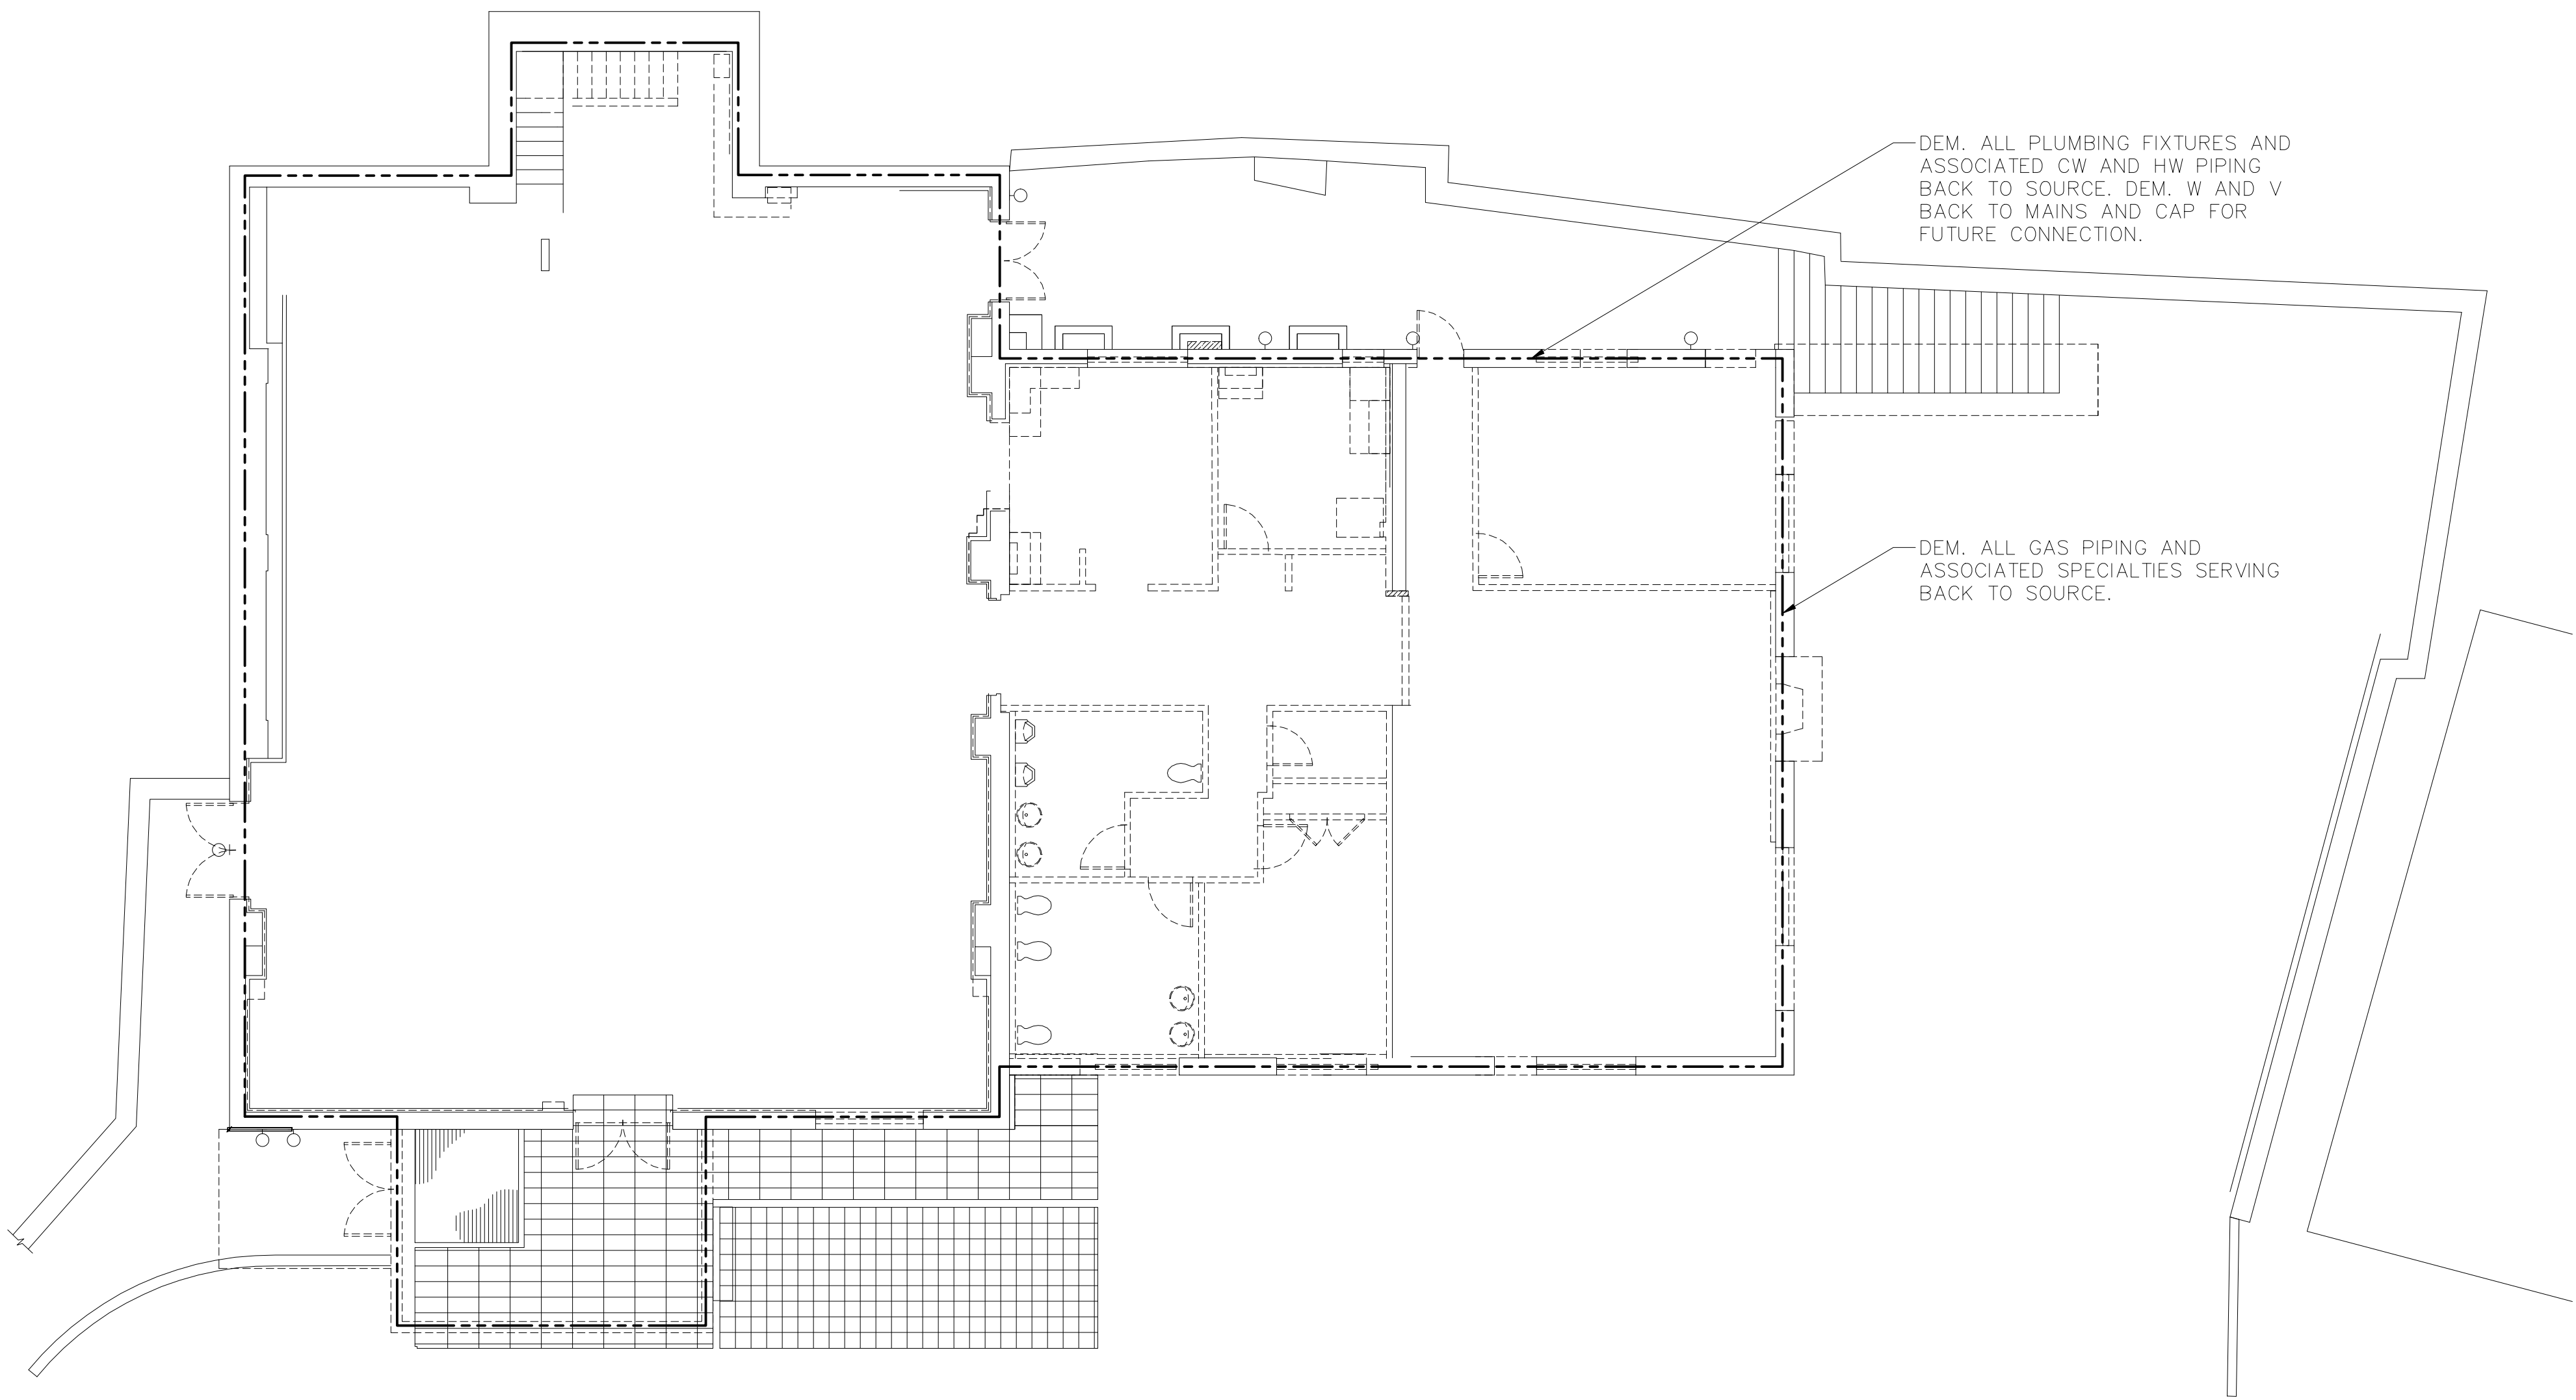 DEM. ALL PLUMBING FIXTURES AND
ASSOCIATED CW AND HW PIPING
BACK TO SOURCE. DEM. W AND V
BACK TO MAINS AND CAP FOR
FUTURE CONNECTION.
DEM. ALL GAS PIPING AND
ASSOCIATED SPECIALTIES SERVING
BACK TO SOURCE.